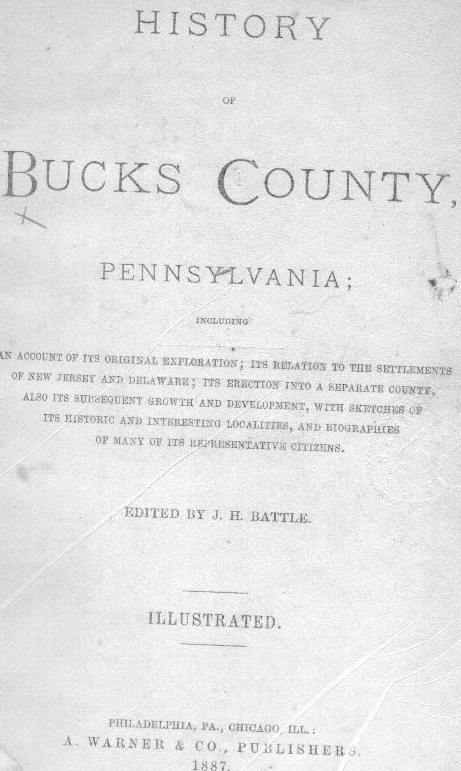 HISTORY
OF
BUCKS COUNTY,
PENNSYLVANIA;
INCLUDING
AN ACCOUNT OF ITS ORIGINAL EXPLORATION; ITS RELATION TO THE SETTLEMENTS
OF NEW JERSEY AND DELAWARE; ITS ERECTION INTO A SEPARATE COUNTY,
ALSO ITS SUBSEQUENT GROWTH AND DEVELOPMENT, WITH SKETCHES OF
ITS HISTORIC AND INTERESTING LOCALITIES, AND BIOGRAPHIES
OF MANY OF ITS REPRESENTATIVE CITIZENS.
EDITED BY J. H. BATTLE.
ILLUSTRATED.
PHILADELPHIA, PA., CHICAGO, ILL.:
A. WARNER & CO., PUBLISHERS.
1887.